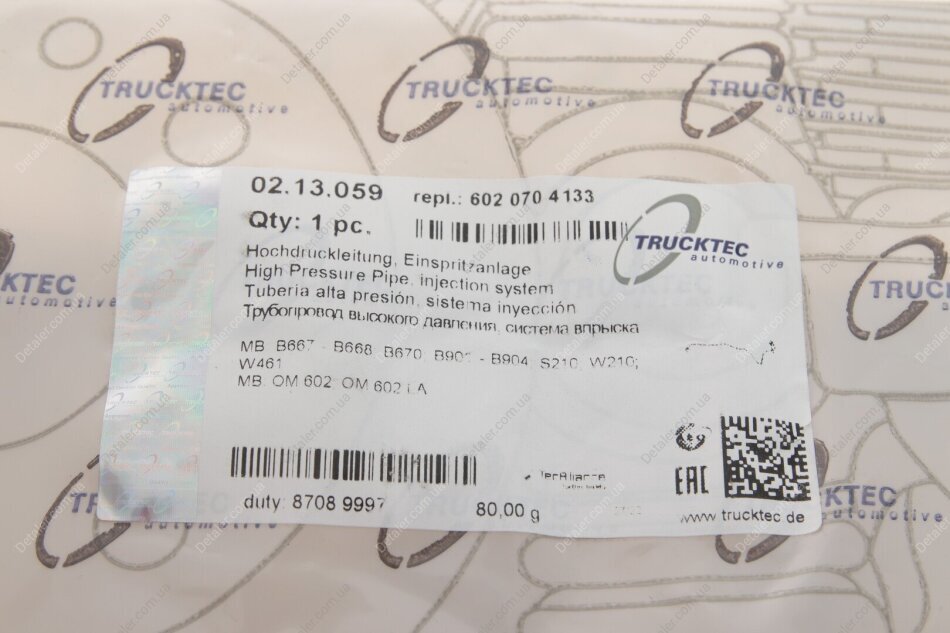 TRUCKTEC
automotive
TRUCKTEC
automotive
TRUCKTEC
automotive
02.13.059 repl.: 602 070 4133
Qty: 1 pc.
TRUCKTEC
automotive
Hochdruckleitung, Einspritzanlage
High Pressure Pipe, injection system
Tuberia alta presión, sistema inyección
Трубопровод высокого давления, система впрыска
MB B667 - B668, B670, - B904, S210, W210;
W461
MB. OM 602, OM 602 LA
EAC
duty: 8708 9997 80,00 g
www.trucktec.de
TRUCKTEC
TRUCKTEC
automotive
Detaler.com.ua